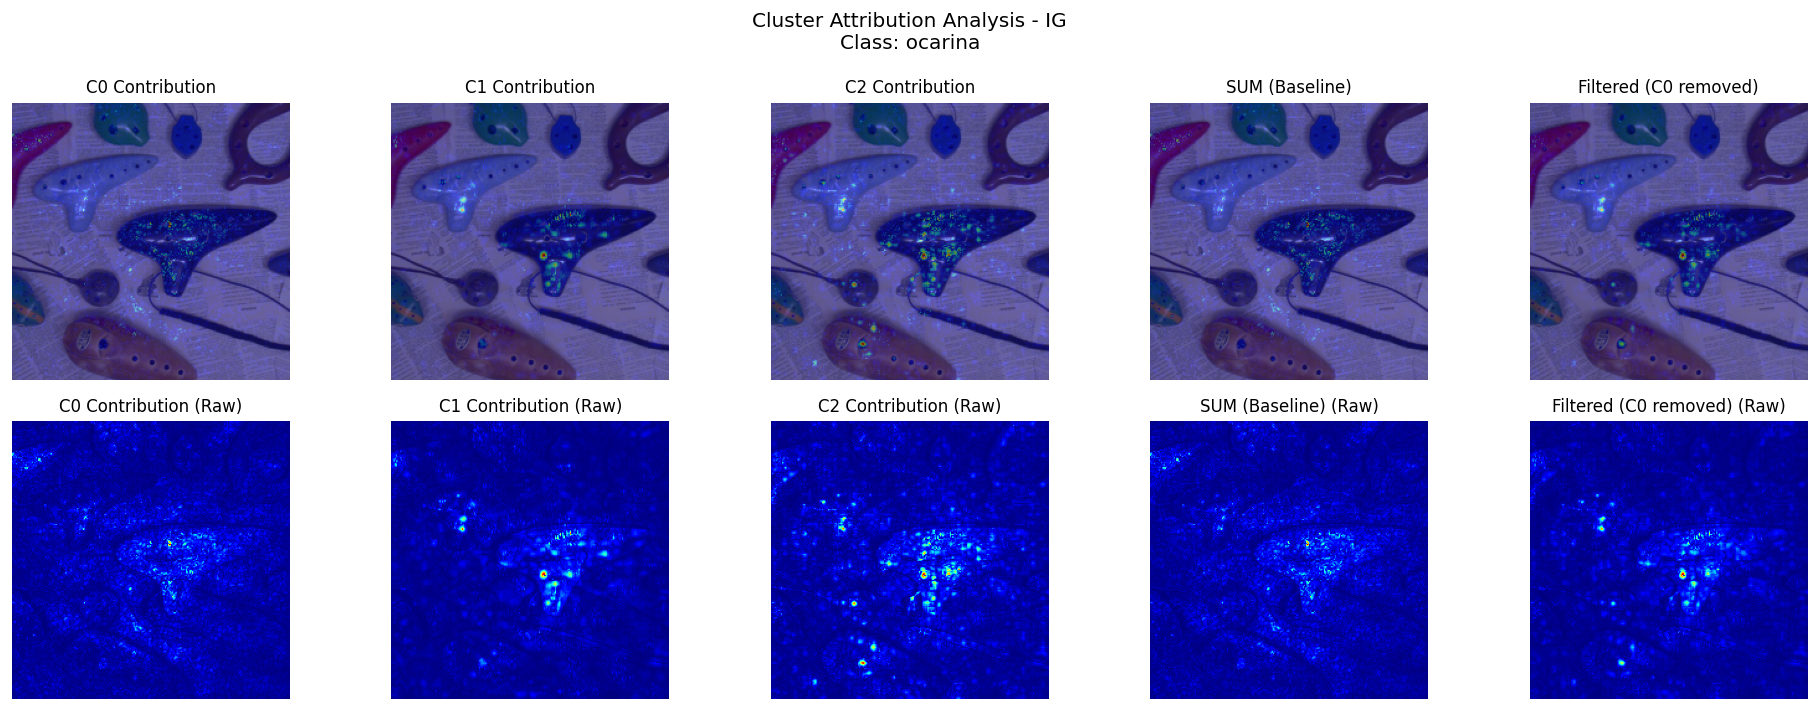 Cluster Attribution Analysis - IG
Class: ocarina
C0 Contribution
C1 Contribution
C2 Contribution
SUM (Baseline)
Filtered (C0 removed)
C0 Contribution (Raw)
C1 Contribution (Raw)
C2 Contribution (Raw)
SUM (Baseline) (Raw)
Filtered (C0 removed) (Raw)